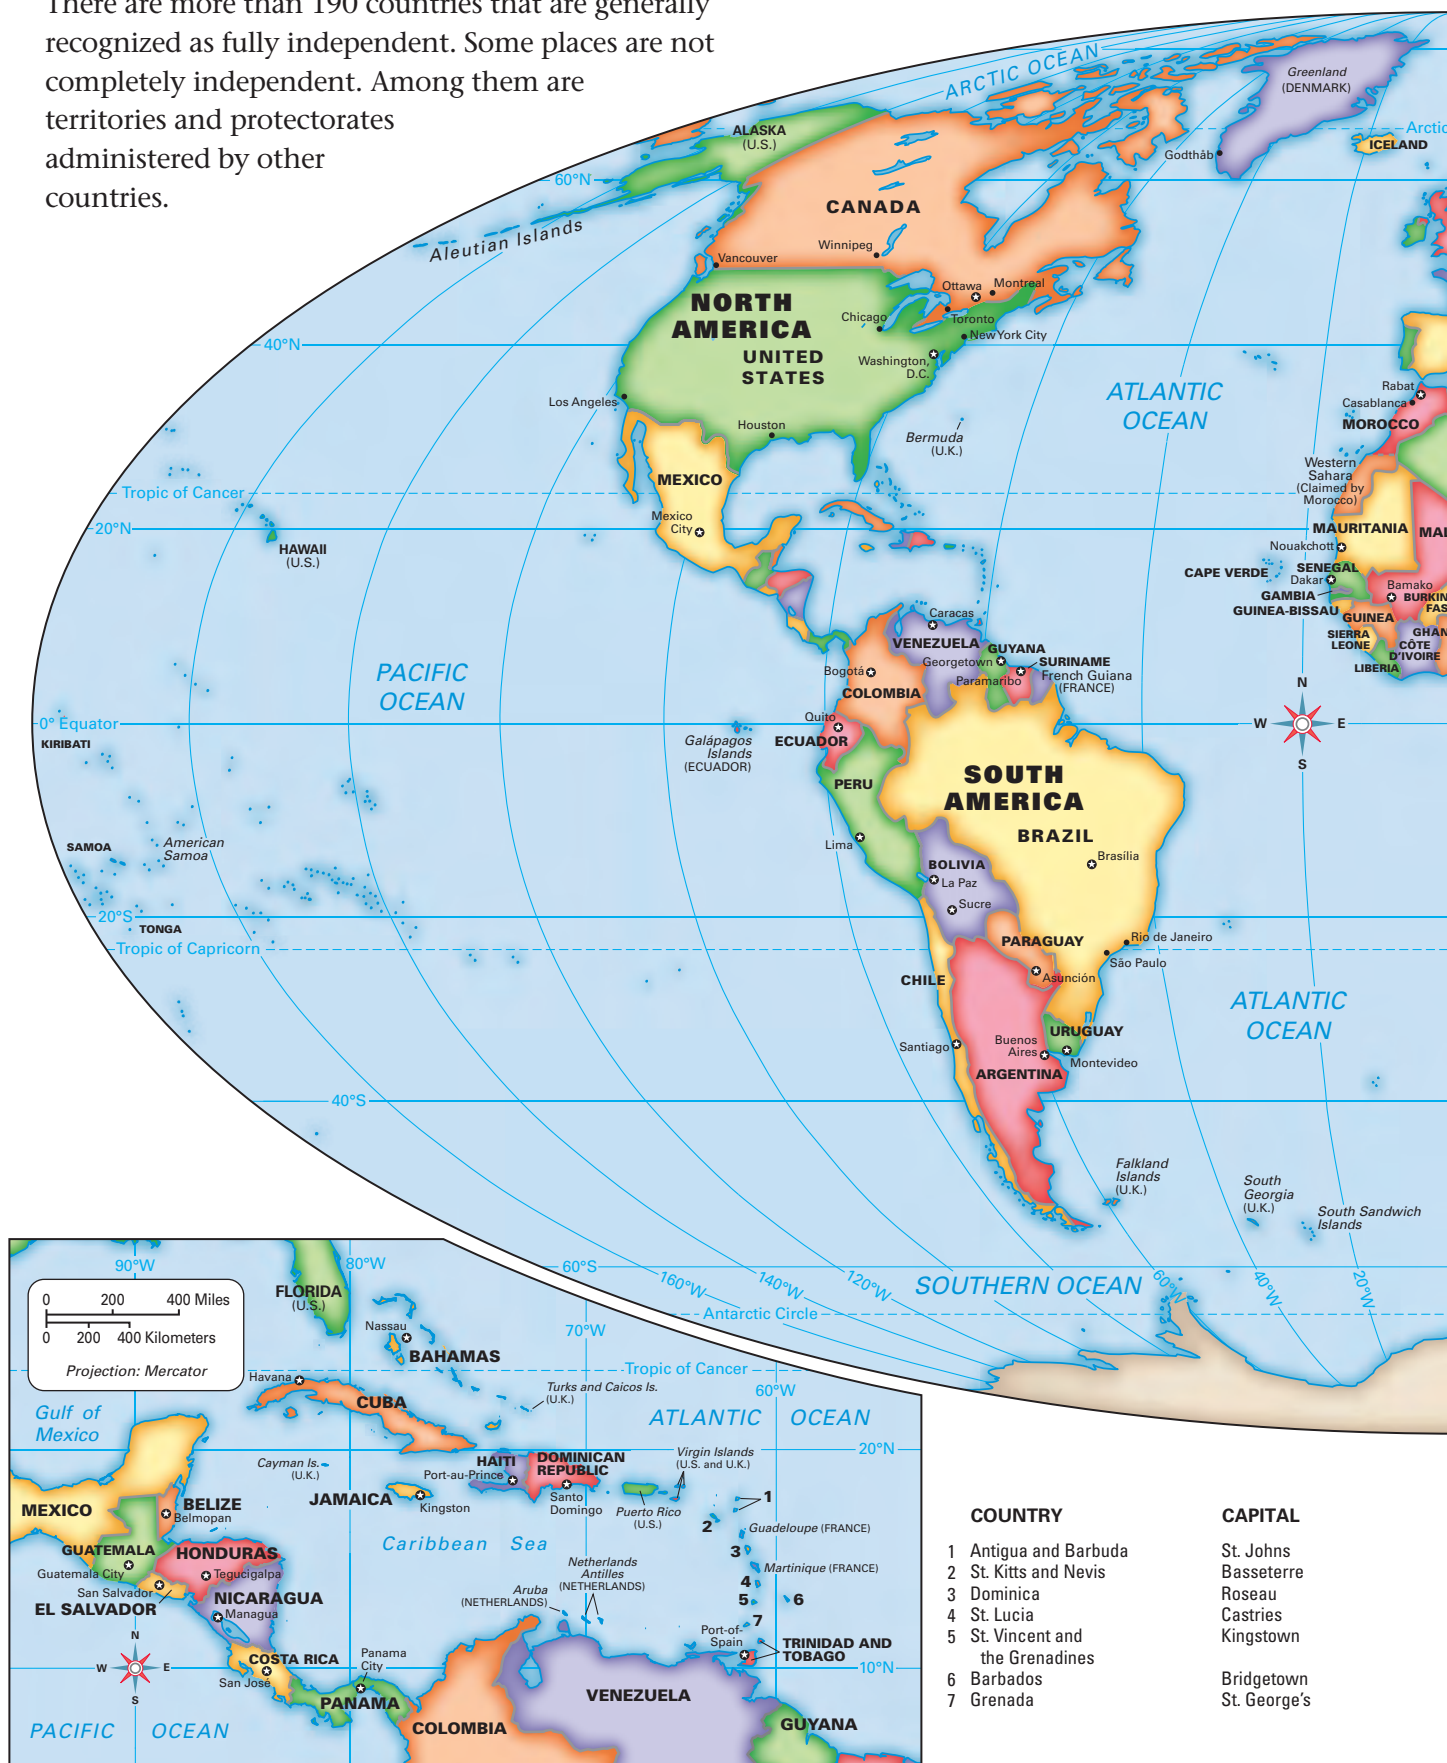 There are more than 190 countries that are generally
recognized as fully independent. Some places are not
completely independent. Among them are
territories and protectorates
administered by other
countries.
ARCTIC OCEAN
Greenland
(DENMARK)
ALASKA
(U.S.)
Arctic
ICELAND
Godthåb
60°N
CANADA
Aleutian Islands
Winnipeg
Vancouver
Ottawa
Montreal
NORTH
AMERICA
Chicago
Toronto
New York City
40°N
UNITED
STATES
Washington,
D.C.
ATLANTIC
OCEAN
Rabat
Casablanca
MOROCCO
Los Angeles
Houston
Bermuda
(U.K.)
Western
Sahara
(Claimed by
Morocco)
MEXICO
Tropic of Cancer
Mexico
City
20°N
MAURITANIA
MAL
Nouakchott
HAWAII
(U.S.)
CAPE VERDE
SENEGAL
Dakar
Bamako
GAMBIA
BURKIN
FAS
GUINEA-BISSAU
GUINEA
Caracas
SIERRA
LEONE
GHAN
CÔTE
D'IVOIRE
LIBERIA
VENEZUELA
GUYANA
Georgetown
SURINAME
Paramaribo
French Guiana
(FRANCE)
PACIFIC
OCEAN
Bogotá
COLOMBIA
N
W
E
S
Quito
0° Equator
KIRIBATI
Galápagos
Islands
(ECUADOR)
ECUADOR
PERU
SOUTH
AMERICA
BRAZIL
SAMOA
American
Samoa
Lima
Brasília
BOLIVIA
La Paz
Sucre
20°S
TONGA
Tropic of Capricorn
PARAGUAY
Rio de Janeiro
São Paulo
Asunción
CHILE
ATLANTIC
OCEAN
URUGUAY
Santiago
Buenos
Aires
Montevideo
ARGENTINA
40°S
Falkland
Islands
(U.K.)
South
Georgia
(U.K.)
South Sandwich
Islands
60°S
160°W
140°W
120°W
SOUTHERN OCEAN
60°W
40°W
20°W
Antarctic Circle
90°W
80°W
0 200 400 Miles
0 200 400 Kilometers
Projection: Mercator
FLORIDA
(U.S.)
Nassau
70°W
BAHAMAS
Tropic of Cancer
Havana
60°W
Turks and Caicos Is.
(U.K.)
CUBA
Gulf of
Mexico
ATLANTIC OCEAN
20°N
Cayman Is.
(U.K.)
HAITI
Port-au-Prince
DOMINICAN
REPUBLIC
Virgin Islands
(U.S. and U.K.)
JAMAICA
Kingston
Santo
Domingo
Puerto Rico
(U.S.)
1
MEXICO
BELIZE
Belmopan
2
Guadeloupe (FRANCE)
Caribbean Sea
3
GUATEMALA
HONDURAS
Guatemala City
Tegucigalpa
Netherlands
Antilles
(NETHERLANDS)
Martinique (FRANCE)
4
San Salvador
Aruba
(NETHERLANDS)
5
6
EL SALVADOR
NICARAGUA
Managua
7
N
W
E
S
Port-of-
Spain
TRINIDAD AND
TOBAGO
COSTA RICA
San José
Panama
City
10°N
PANAMA
VENEZUELA
PACIFIC OCEAN
COLOMBIA
GUYANA
COUNTRY CAPITAL
1 Antigua and Barbuda St. Johns
2 St. Kitts and Nevis Basseterre
3 Dominica Roseau
4 St. Lucia Castries
5 St. Vincent and Kingstown
the Grenadines
6 Barbados Bridgetown
7 Grenada St. George's